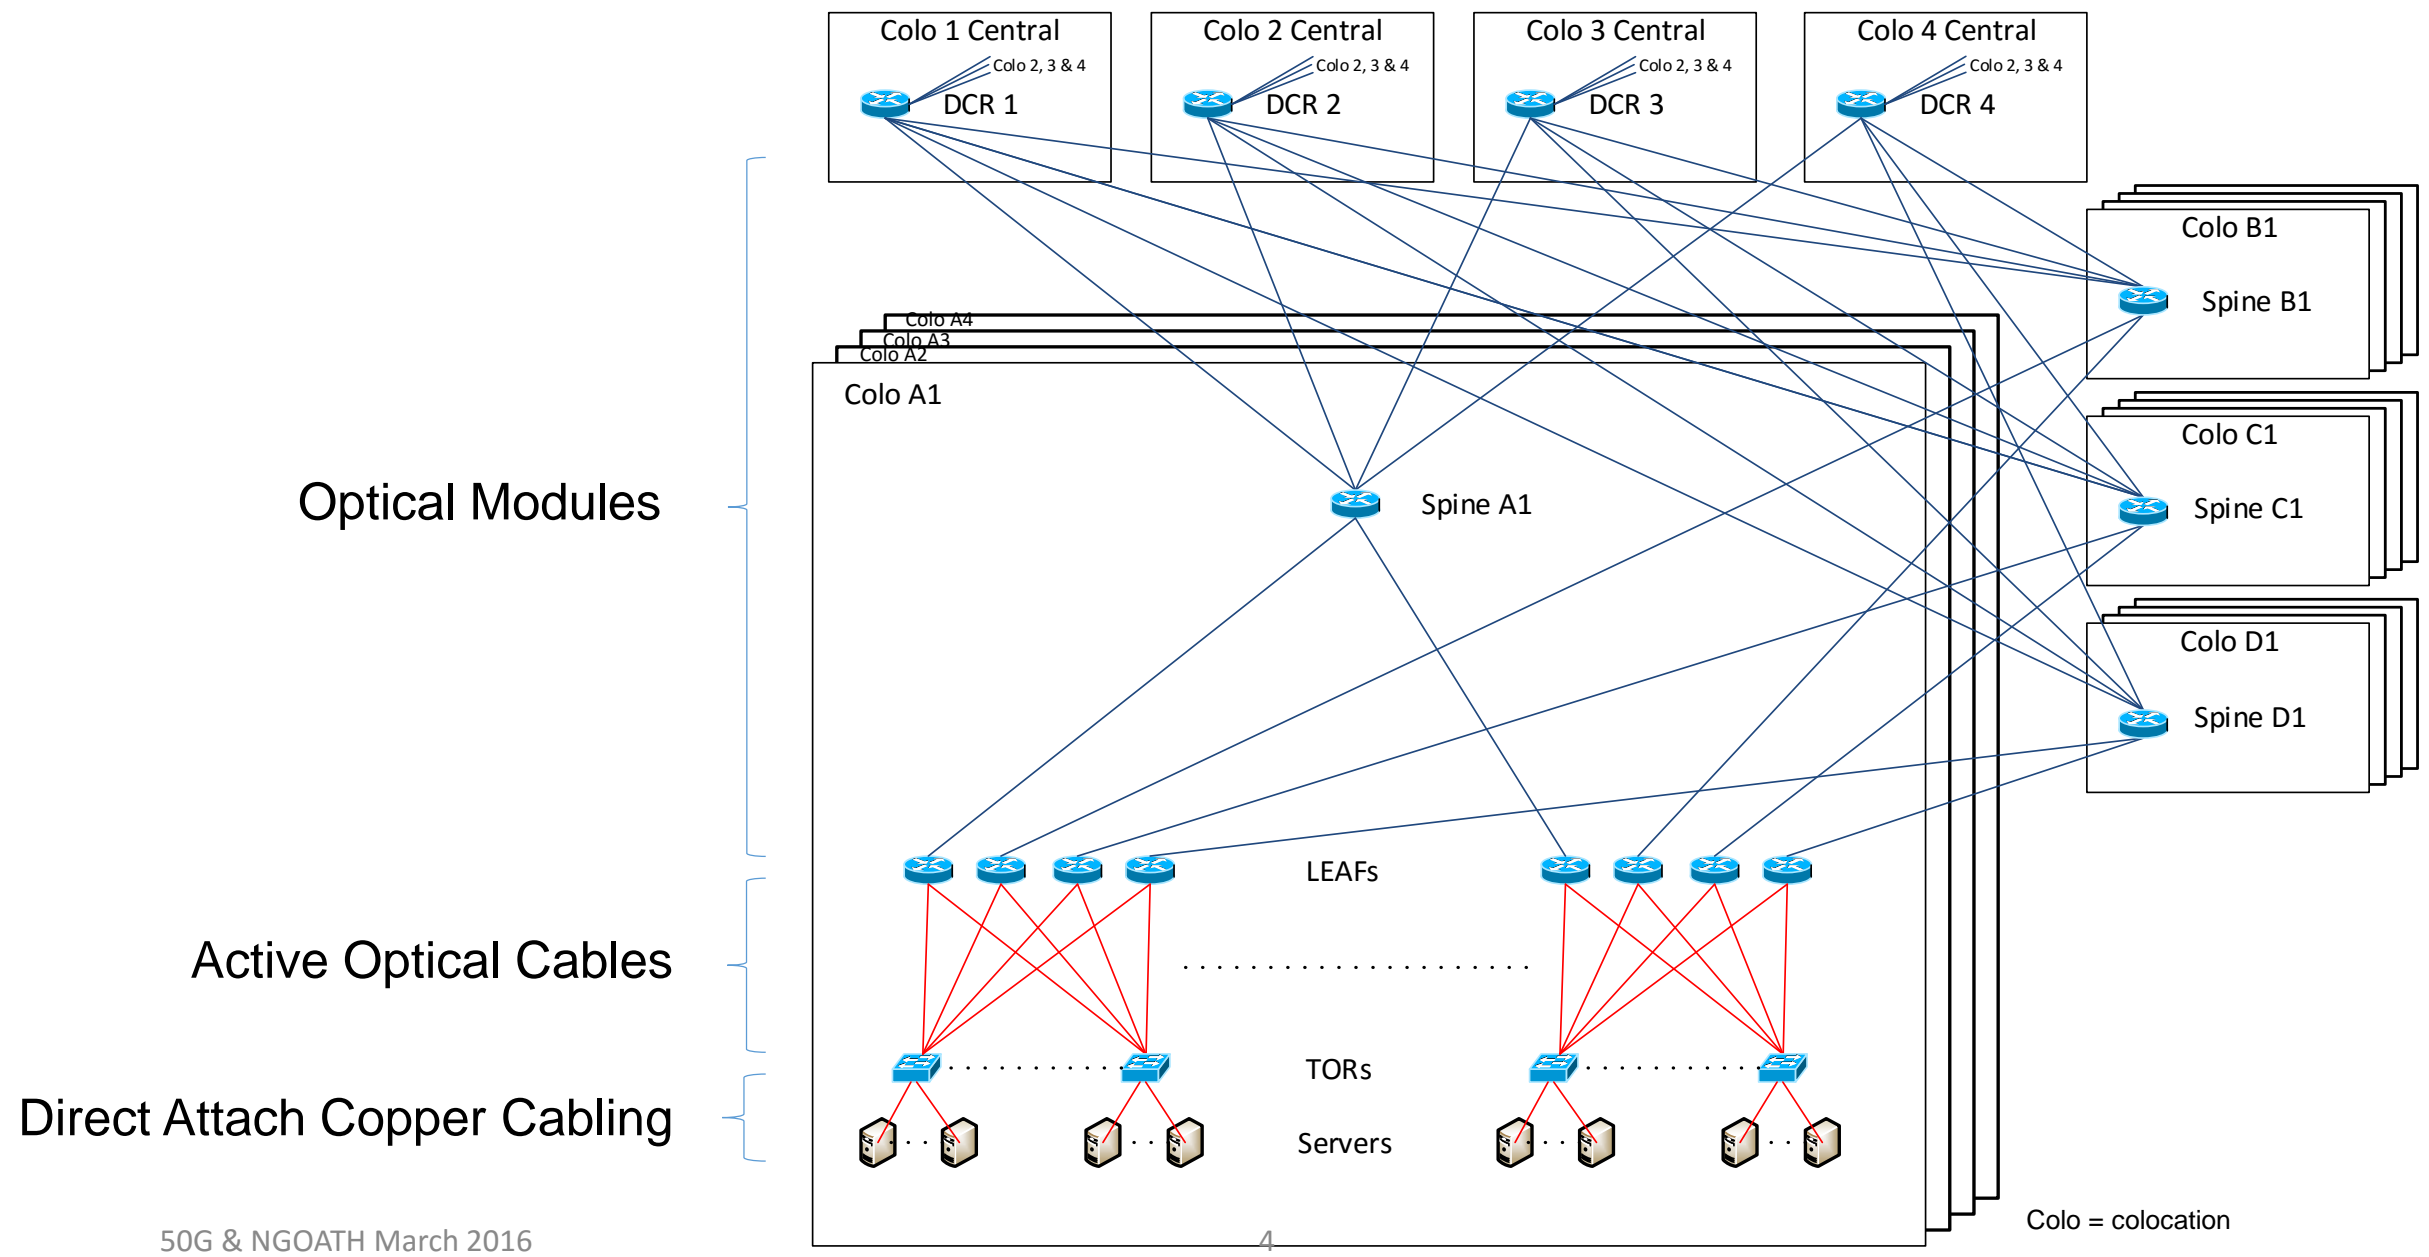 Colo 1 Central
Colo 2, 3 & 4
DCR 1
Colo 2 Central
Colo 2, 3 & 4
DCR 2
Colo 3 Central
Colo 2, 3 & 4
DCR 3
Colo 4 Central
Colo 2, 3 & 4
DCR 4
Colo B1
Spine B1
Colo A4
Colo A3
Colo A2
Colo A1
Colo C1
Optical Modules
Spine A1
Spine C1
Colo D1
Spine D1
LEAFs
Active Optical Cables
TORs
Direct Attach Copper Cabling
Servers
Colo = colocation
50G & NGOATH March 2016
4